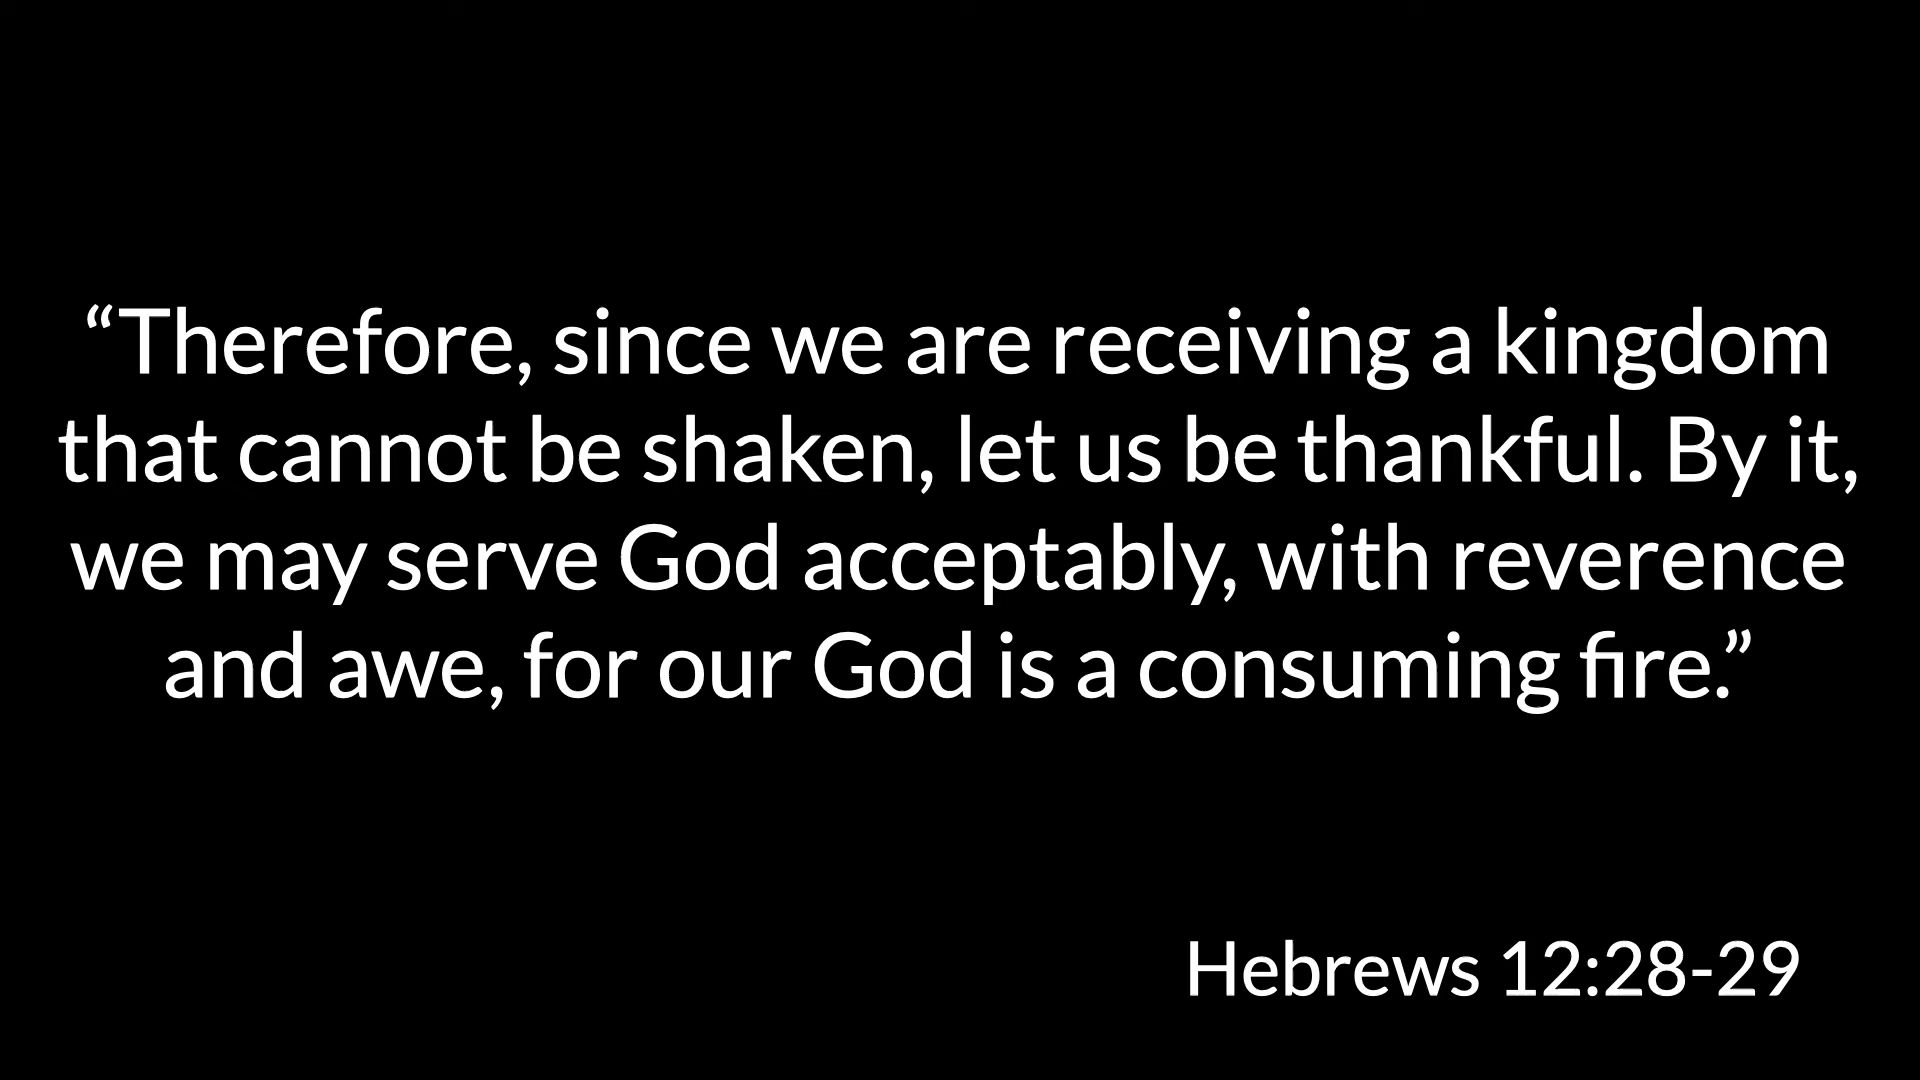 “Therefore, since we are receiving a kingdom
that cannot be shaken, let us be thankful. By it,
we may serve God acceptably, with reverence
and awe, for our God is a consuming fire.”
Hebrews 12:28-29